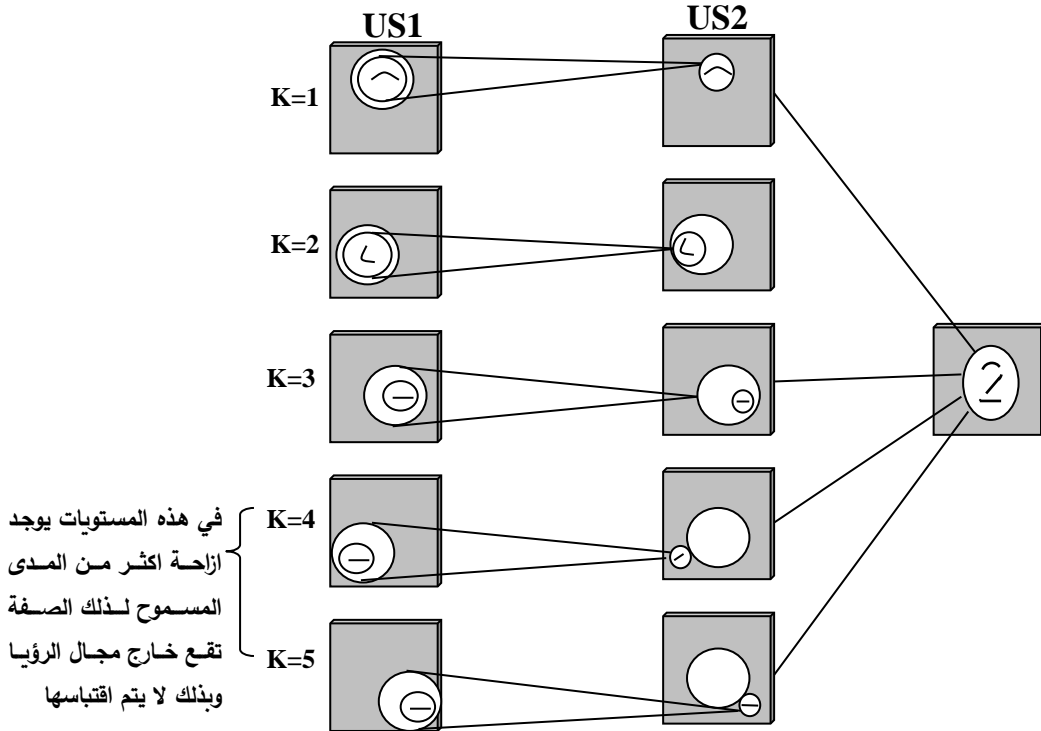 US1
US2
K=1
K=2
K=3
K=4
K=5
في هذه المستويات يوجد
ازاحة اكثر من المدى
المسموح لذلك الصفة
تقع خارج مجال الرؤيا
وبذلك لا يتم اقتباسها
2